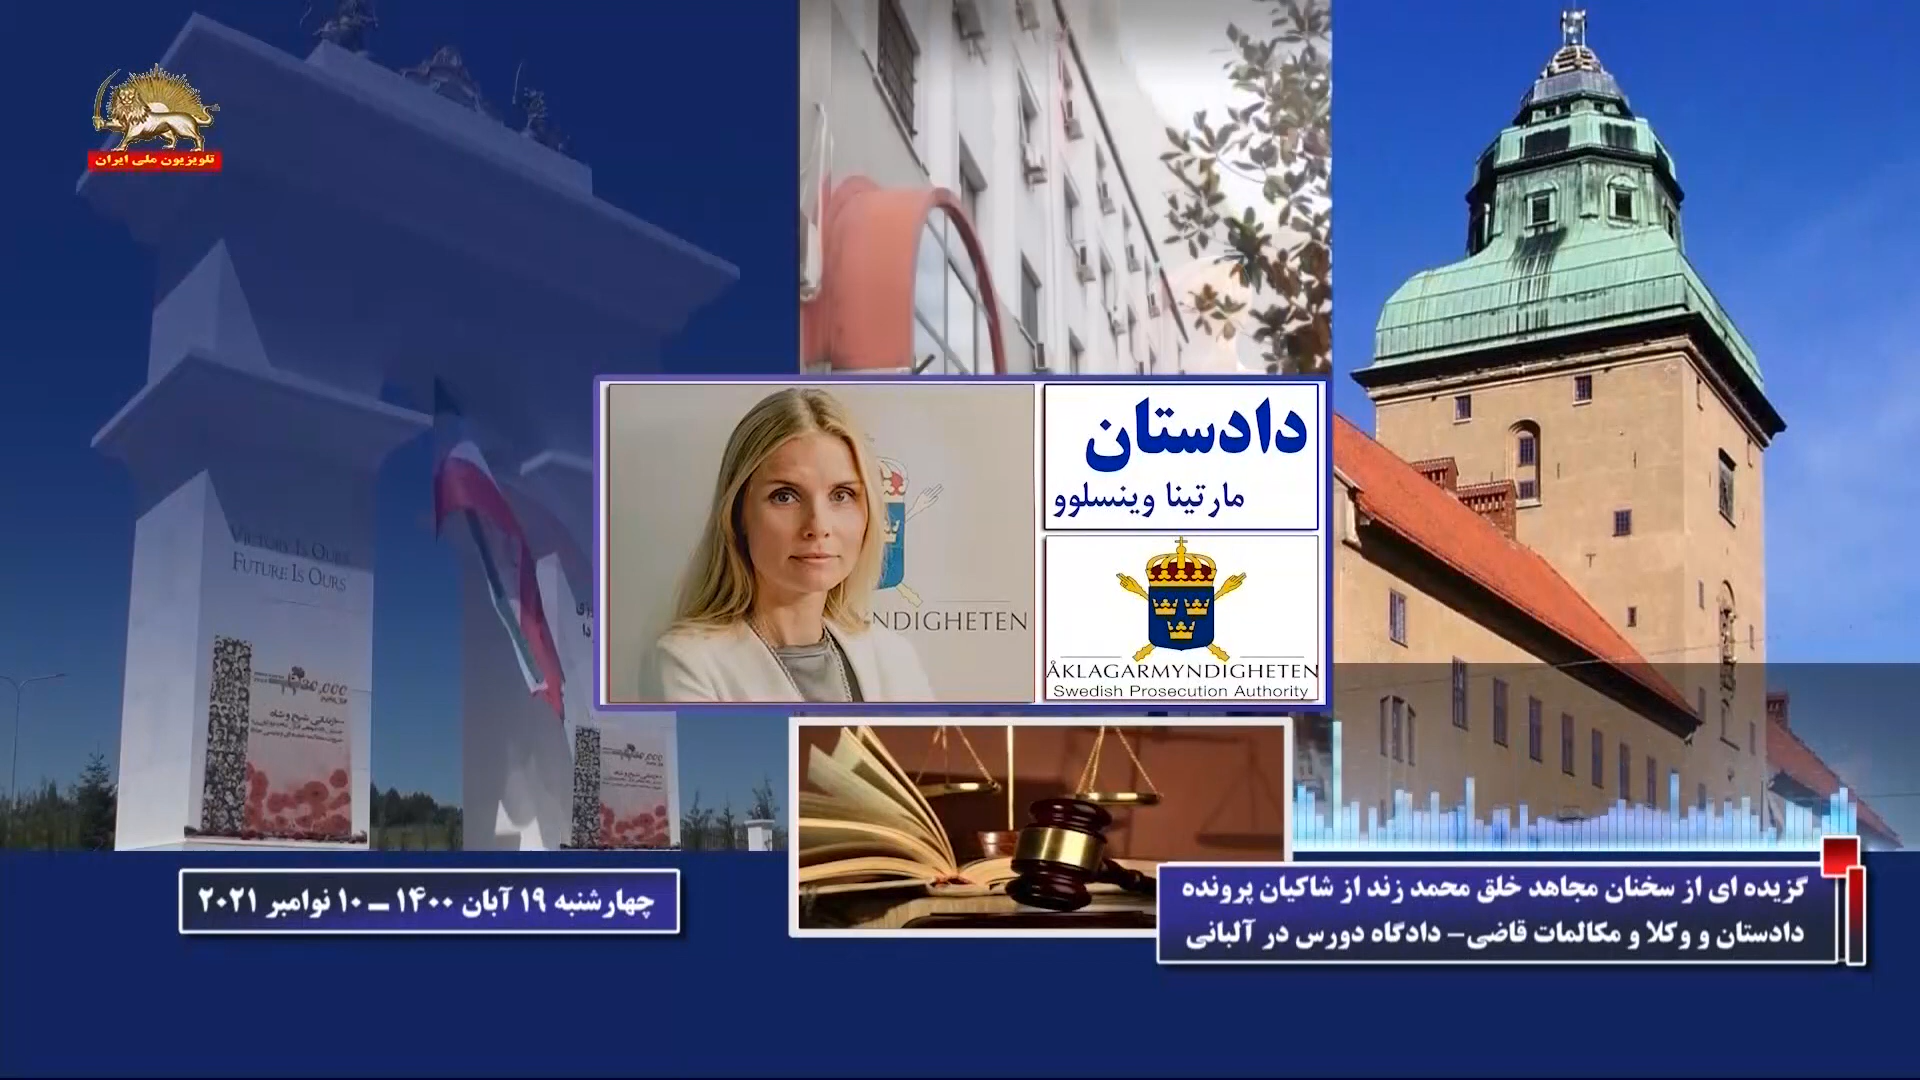 تلویزیون ملی ایران
دادستان
مارتینا وینسلوو
NDIGHETEN
ÅKLAGARMYNDIGHETEN
Swedish Prosecution Authority
VICTORY IS OURS
FUTURE IS OURS
30,000
چهارشنبه ۱۹ آبان ۱۴۰۰ – ۱۰ نوامبر ۲۰۲۱
گزیده ای از سخنان مجاهد خلق محمد زند از شاکیان پرونده
دادستان و وکلا و مکالمات قاضی- دادگاه دورس در آلبانی